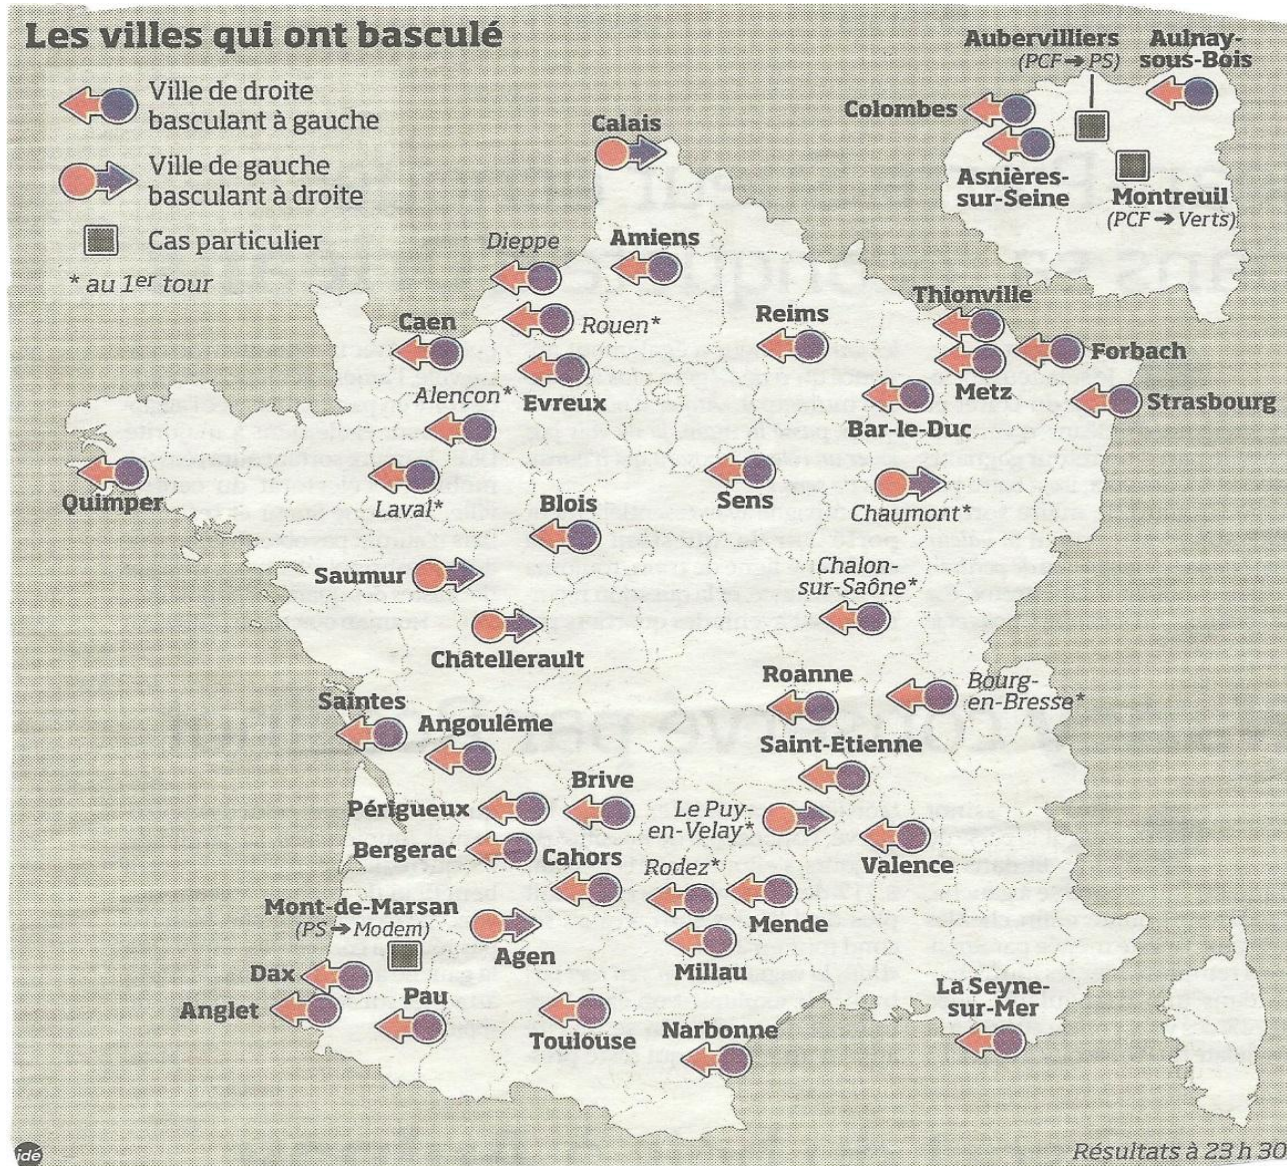 Les villes qui ont basculé
Ville de droite
basculant à gauche
Ville de gauche
basculant à droite
Cas particulier
* au 1er tour
Aubervilliers
(PCF ➔ PS)
Aulnay-
sous-Bois
Colombes
Asnières-
sur-Seine
Montreuil
(PCF ➔ Verts)
Calais
Dieppe
Amiens
Rouen*
Caen
Reims
Thionville
Forbach
Evreux
Metz
Alençon*
Strasbourg
Bar-le-Duc
Quimper
Laval*
Blois
Sens
Chaumont*
Saumur
Chalon-
sur-Saône*
Châtellerault
Roanne
Bourg-
en-Bresse*
Saintes
Angoulême
Saint-Etienne
Brive
Périgueux
Le Puy-
en-Velay*
Bergerac
Cahors
Valence
Rodez*
Mont-de-Marsan
(PS ➔ Modem)
Mende
Agen
Millau
Dax
Anglet
Pau
La Seyne-
sur-Mer
Toulouse
Narbonne
idé
Résultats à 23 h 30